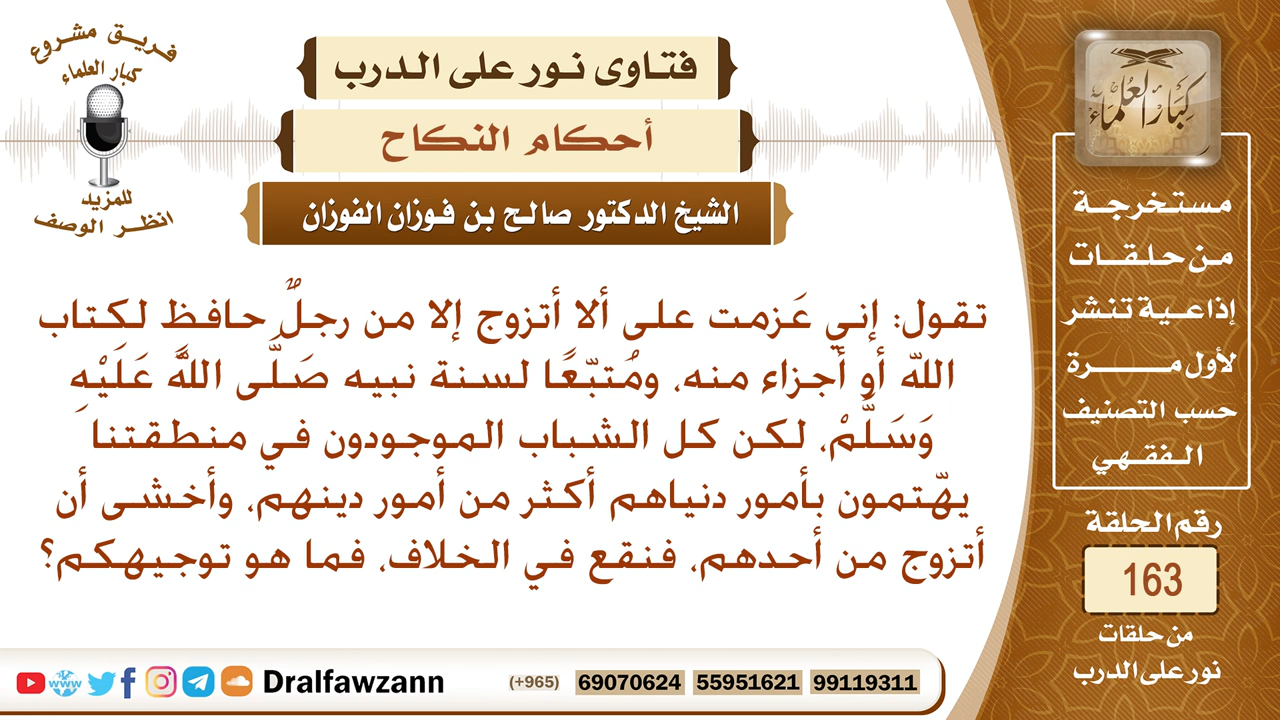 فريق مشروع
كبار العلماء
للمزيد
انظر الوصف
فتاوى نور على الدرب
أحكام النكاح
الشيخ الدكتور صالح بن فوزان الفوزان
تقول: إني عَزمت على ألا أتزوج إلا من رجلٌ حافظٍ لكتاب
الله أو أجزاء منه، ومُتبّعًا لسنة نبيه صَلَّى اللَّهُ عَلَيْهِ
وَسَلَّمْ، لكن كل الشباب الموجودون في منطقتنا
يهّتمون بأمور دنياهم أكثر من أمور دينهم، وأخشى أن
أتزوج من أحدهم، فنقع في الخلاف، فما هو توجيهكم؟
كبار العلماء
مستخرجة
من حلقات
إذاعية تنشر
لأول مرة
حسب التصنيف
الفقهي
رقم الحلقة
163
من حلقات
نور على الدرب
www
Dralfawzann
(+965) 69070624 55951621 99119311